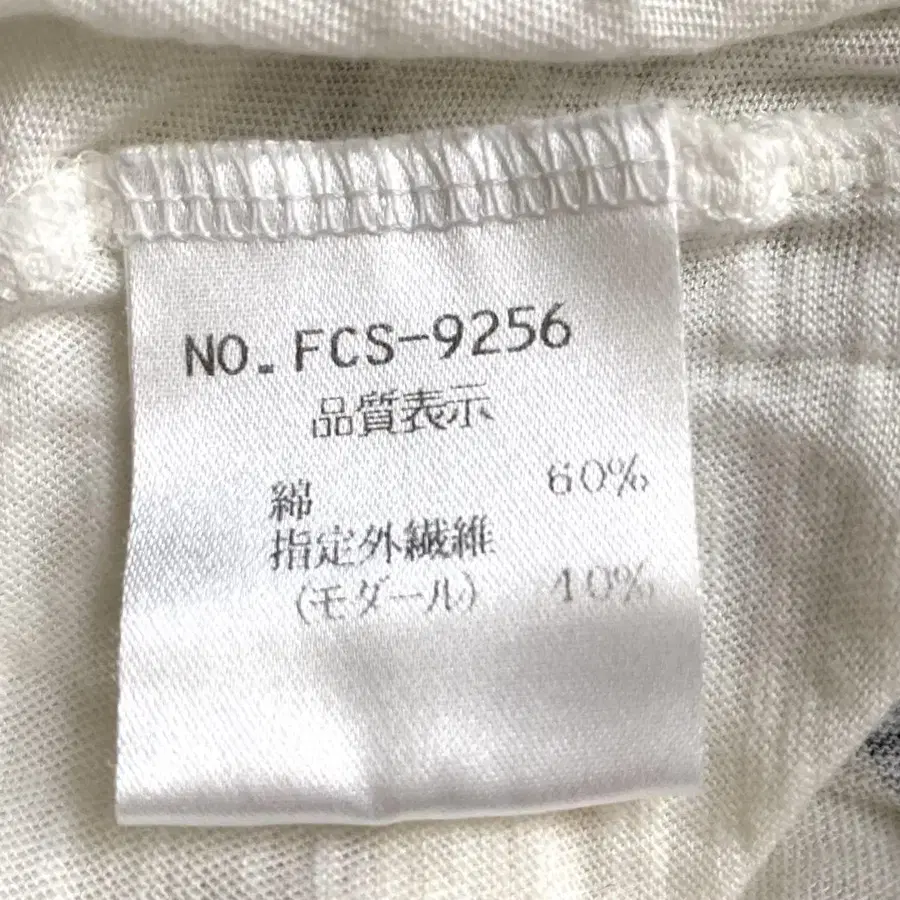 NO. FCS-9256
品質表示
綿 60%
指定外繊維
(モダール) 40%